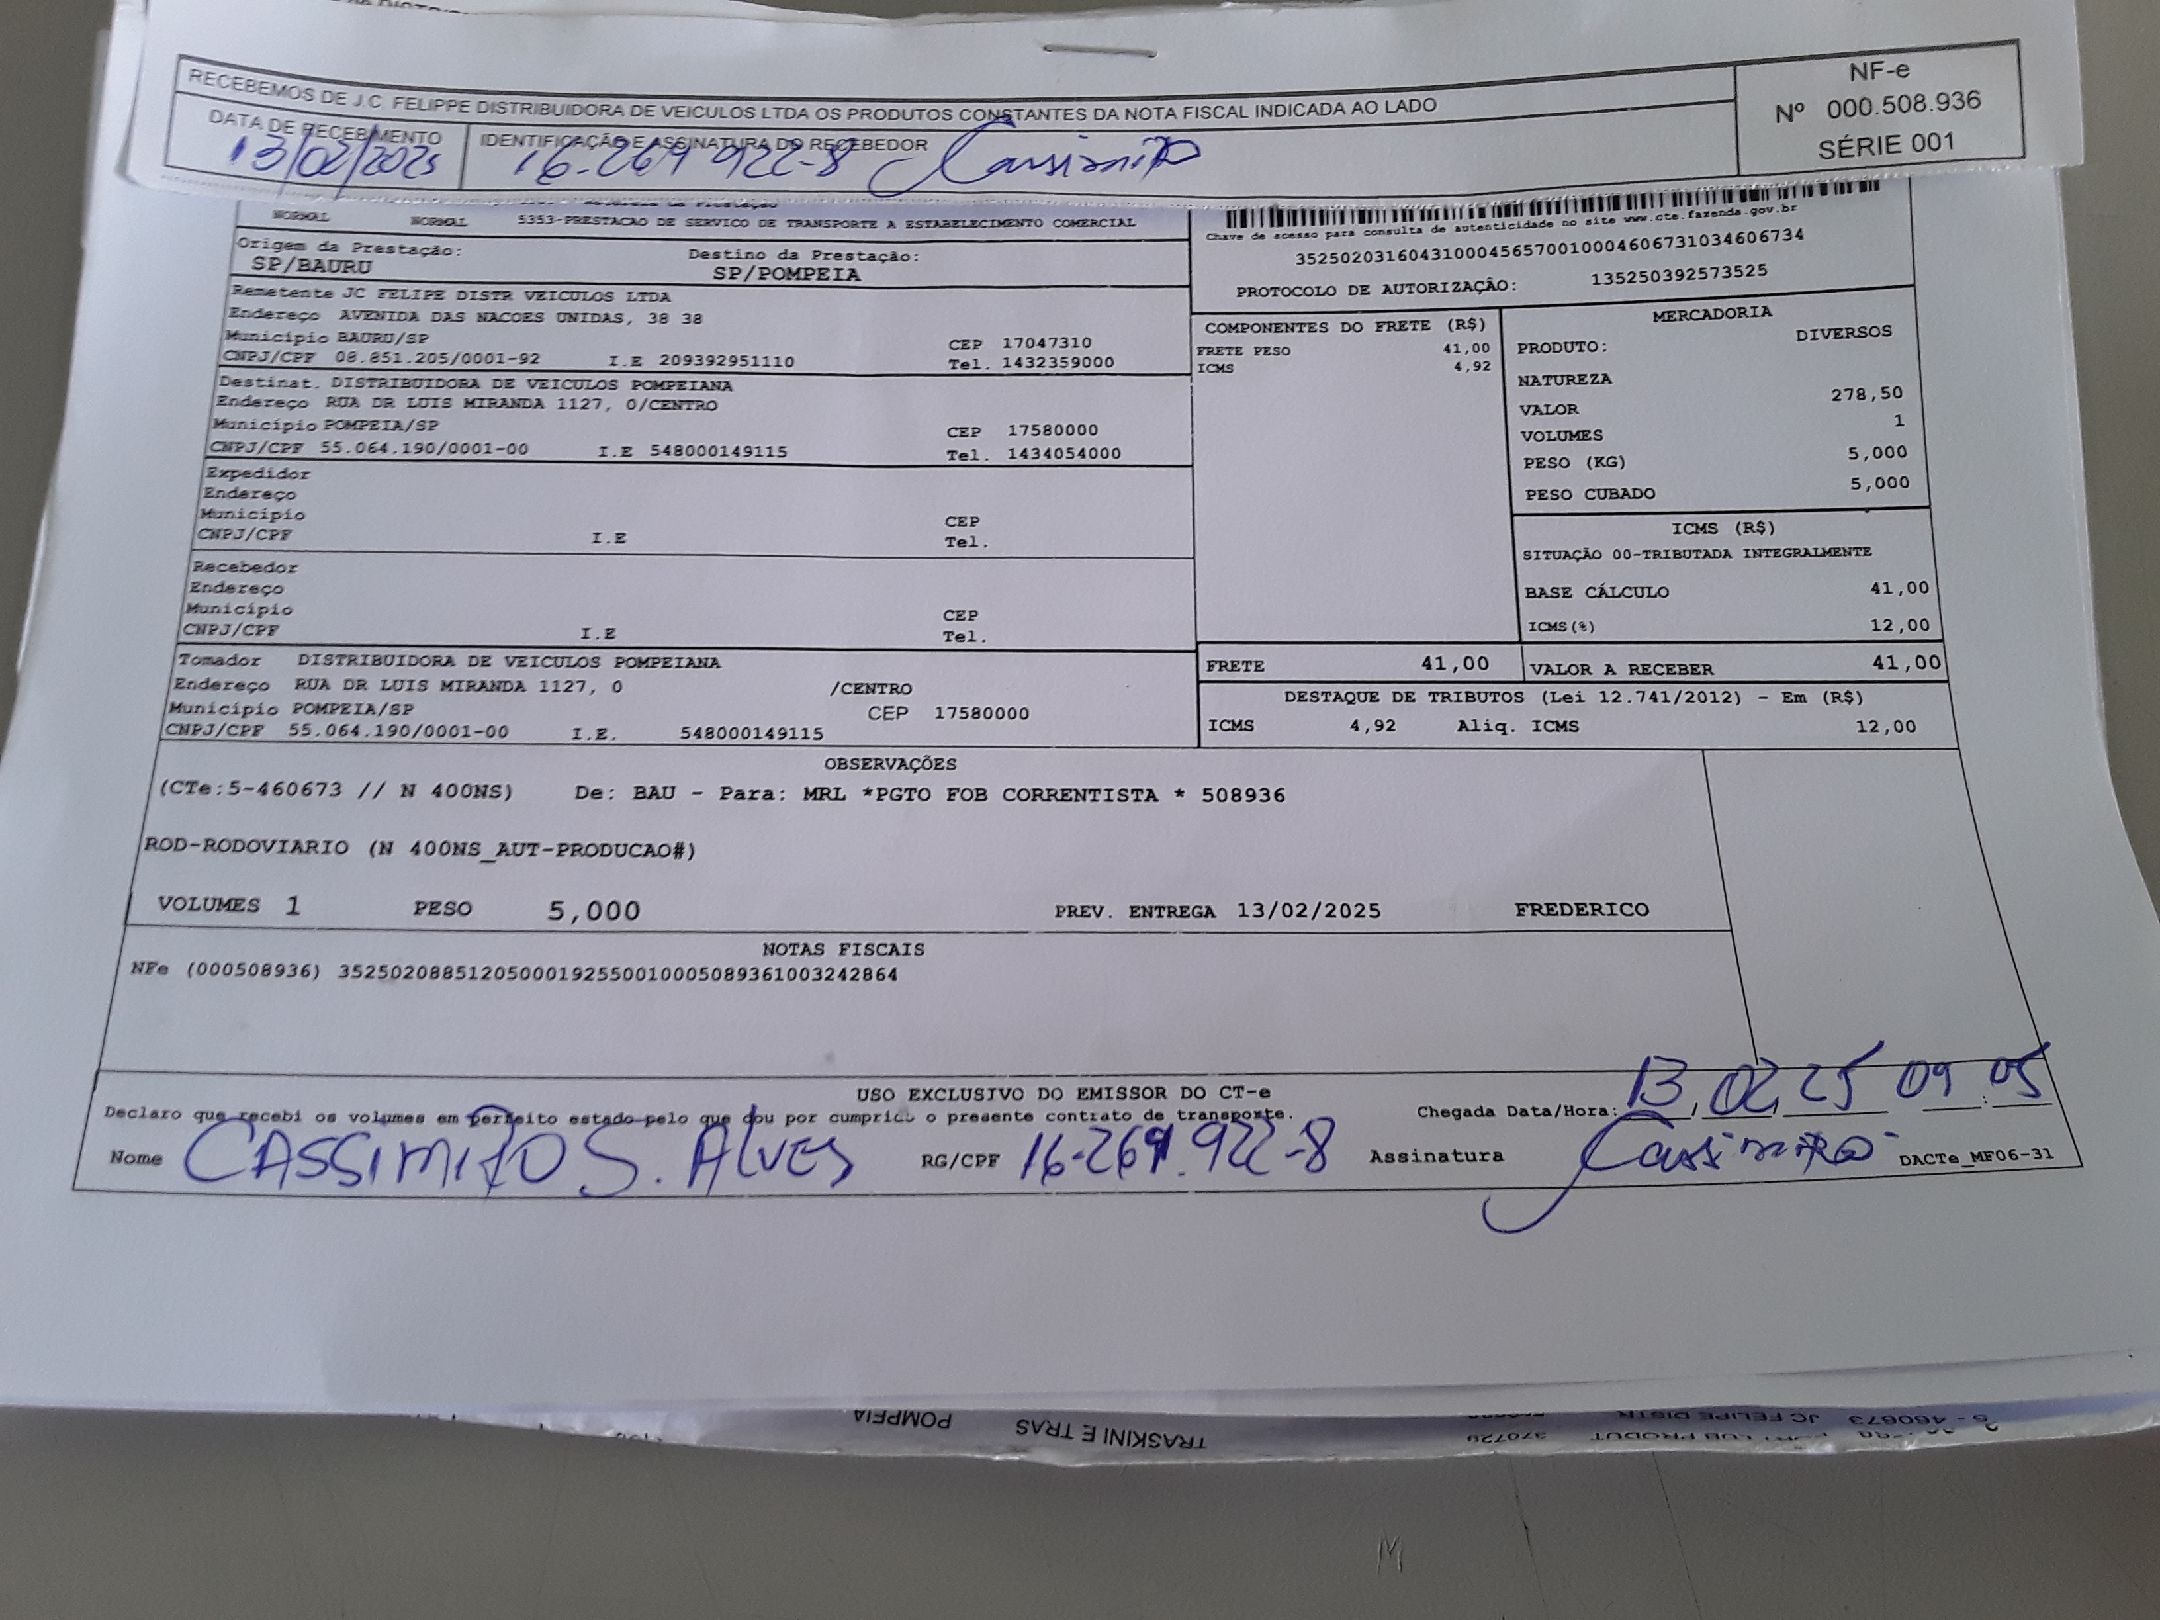 RECEBEMOS DE J.C. FELIPPE DISTRIBUIDORA DE VEICULOS LTDA OS PRODUTOS CONSTANTES DA NOTA FISCAL INDICADA AO LADO
NF-e
Nº 000.508.936
SÉRIE 001
DATA DE RECEBIMENTO
13/02/2025
IDENTIFICAÇÃO E ASSINATURA DO RECEBEDOR
16-269 922-8 Cassimiro
NORMAL NORMAL 5353-PRESTACAO DE SERVICO DE TRANSPORTE A ESTABELECIMENTO COMERCIAL
Chave de acesso para consulta de autenticidade no site www.cte.fazenda.gov.br
35250203160431000456570010004606731034606734
PROTOCOLO DE AUTORIZAÇÃO: 135250392573525
Origem da Prestação: Destino da Prestação:
SP/BAURU SP/POMPEIA
Remetente JC FELIPE DISTR VEICULOS LTDA
Endereço AVENIDA DAS NACOES UNIDAS, 38 38
Município BAURU/SP CEP 17047310
CNPJ/CPF 08.851.205/0001-92 I.E 209392951110 Tel. 1432359000
Destinat. DISTRIBUIDORA DE VEICULOS POMPEIANA
Endereço RUA DR LUIS MIRANDA 1127, 0/CENTRO
Município POMPEIA/SP CEP 17580000
CNPJ/CPF 55.064.190/0001-00 I.E 548000149115 Tel. 1434054000
Expedidor
Endereço
Município CEP
CNPJ/CPF I.E Tel.
Recebedor
Endereço
Município CEP
CNPJ/CPF I.E Tel.
Tomador DISTRIBUIDORA DE VEICULOS POMPEIANA
Endereço RUA DR LUIS MIRANDA 1127, 0 /CENTRO
Município POMPEIA/SP CEP 17580000
CNPJ/CPF 55.064.190/0001-00 I.E. 548000149115
COMPONENTES DO FRETE (R$)
FRETE PESO 41,00
ICMS 4,92
MERCADORIA
PRODUTO: DIVERSOS
NATUREZA
VALOR 278,50
VOLUMES 1
PESO (KG) 5,000
PESO CUBADO 5,000
ICMS (R$)
SITUAÇÃO 00-TRIBUTADA INTEGRALMENTE
BASE CÁLCULO 41,00
ICMS(%) 12,00
FRETE 41,00 VALOR A RECEBER 41,00
DESTAQUE DE TRIBUTOS (Lei 12.741/2012) - Em (R$)
ICMS 4,92 Aliq. ICMS 12,00
OBSERVAÇÕES
(CTe:5-460673 // N 400NS) De: BAU - Para: MRL *PGTO FOB CORRENTISTA * 508936
ROD-RODOVIARIO (N 400NS_AUT-PRODUCAO#)
VOLUMES 1 PESO 5,000 PREV. ENTREGA 13/02/2025 FREDERICO
NOTAS FISCAIS
NFe (000508936) 35250208851205000192550010005089361003242864
USO EXCLUSIVO DO EMISSOR DO CT-e
Declaro que recebi os volumes em perfeito estado pelo que dou por cumprido o presente contrato de transporte. Chegada Data/Hora: 13,02,25 09:05
Nome CASSIMIRO S. ALVES RG/CPF 16-269.922-8 Assinatura Cassimiro DACTe_MF06-31
POMPEIA TRASKINI E TRAS
5-460673 JC FELIPE DISTR
370729